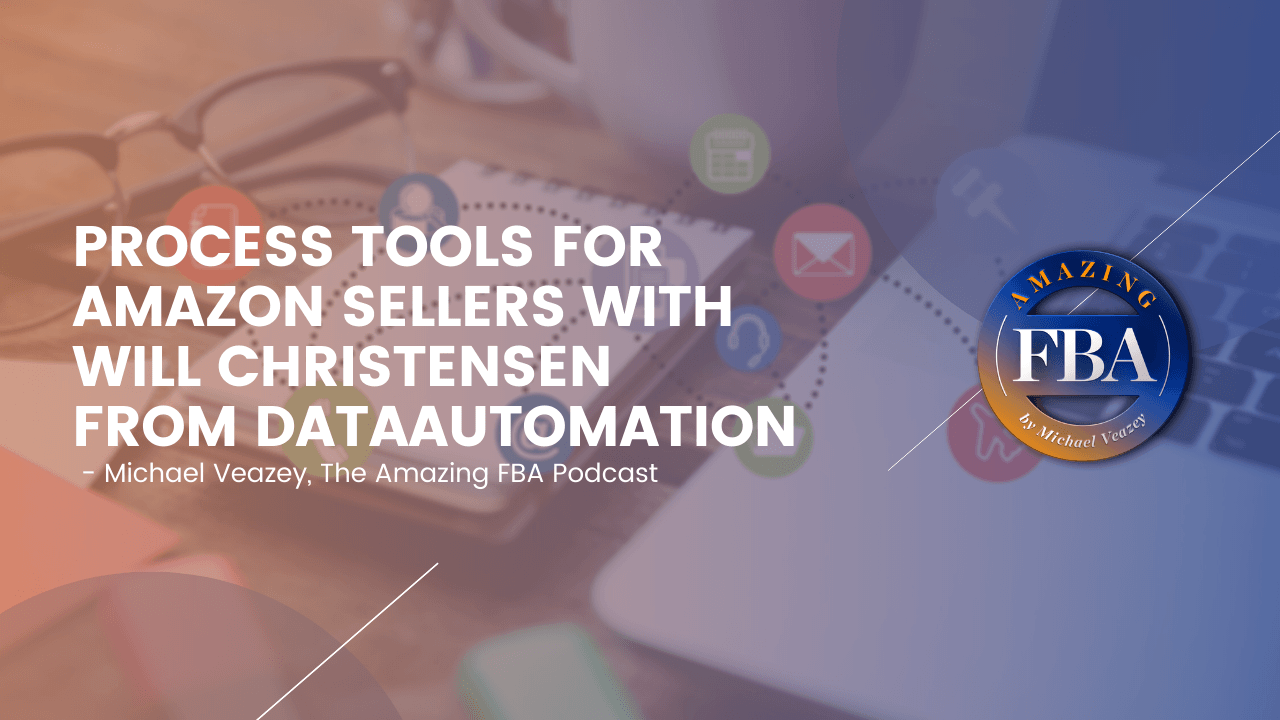 PROCESS TOOLS FOR
AMAZON SELLERS WITH
WILL CHRISTENSEN
FROM DATAAUTOMATION
- Michael Veazey, The Amazing FBA Podcast
AMAZING
FBA
by Michael Veazey